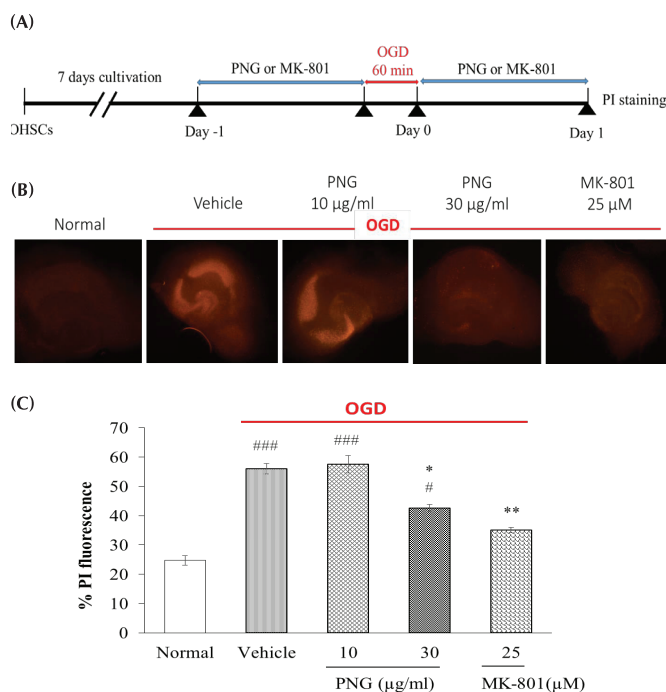 (A)
OGD
60 min
7 days cultivation
PNG or MK-801
PNG or MK-801
PI staining
OHSCs
Day -1
Day 0
Day 1
(B)
PNG
PNG
MK-801
Vehicle
10 µg/ml
30 µg/ml
25 µM
Normal
OGD
(C)
OGD
% PI fluorescence
70
60
50
40
30
20
10
0
###
###
*
#
**
Normal
Vehicle
10
30
25
PNG (µg/ml)
MK-801(µM)